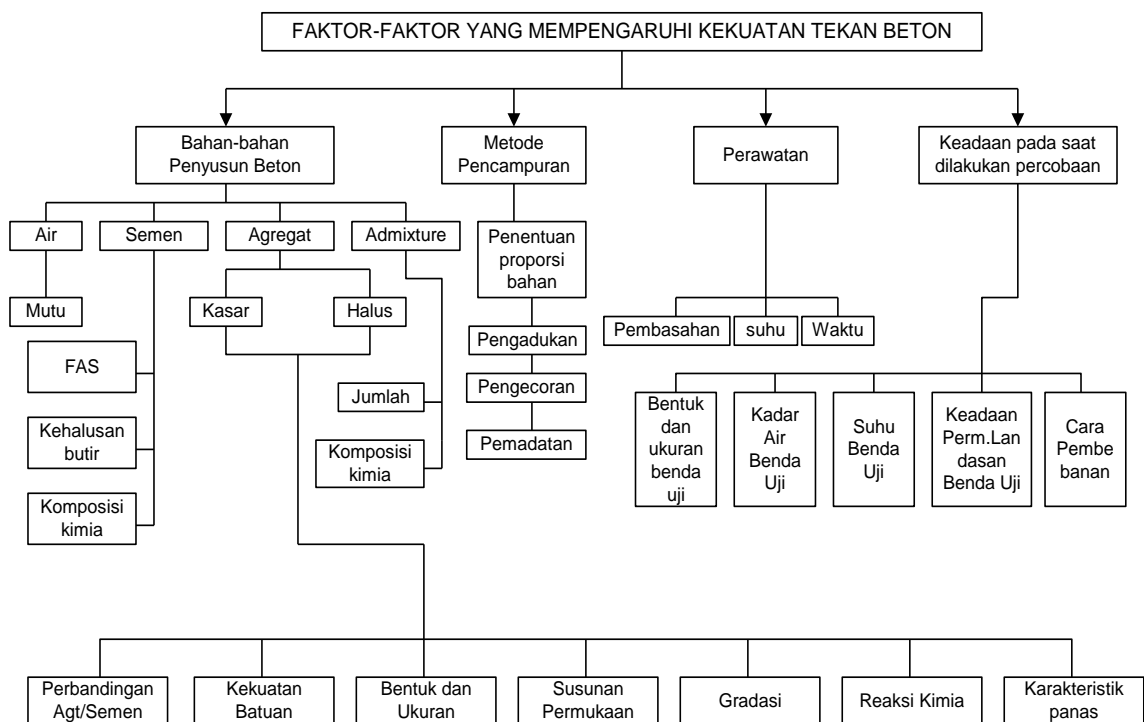 FAKTOR-FAKTOR YANG MEMPENGARUHI KEKUATAN TEKAN BETON
Bahan-bahan
Penyusun Beton
Metode
Pencampuran
Perawatan
Keadaan pada saat
dilakukan percobaan
Air
Semen
Agregat
Admixture
Penentuan
proporsi
bahan
Mutu
Kasar
Halus
Pembasahan
suhu
Waktu
Pengadukan
FAS
Pengecoran
Jumlah
Pemadatan
Kehalusan
butir
Komposisi
kimia
Komposisi
kimia
Bentuk
dan
ukuran
benda
uji
Kadar
Air
Benda
Uji
Suhu
Benda
Uji
Keadaan
Perm.Lan
dasan
Benda Uji
Cara
Pembe
banan
Perbandingan
Agt/Semen
Kekuatan
Batuan
Bentuk dan
Ukuran
Susunan
Permukaan
Gradasi
Reaksi Kimia
Karakteristik
panas